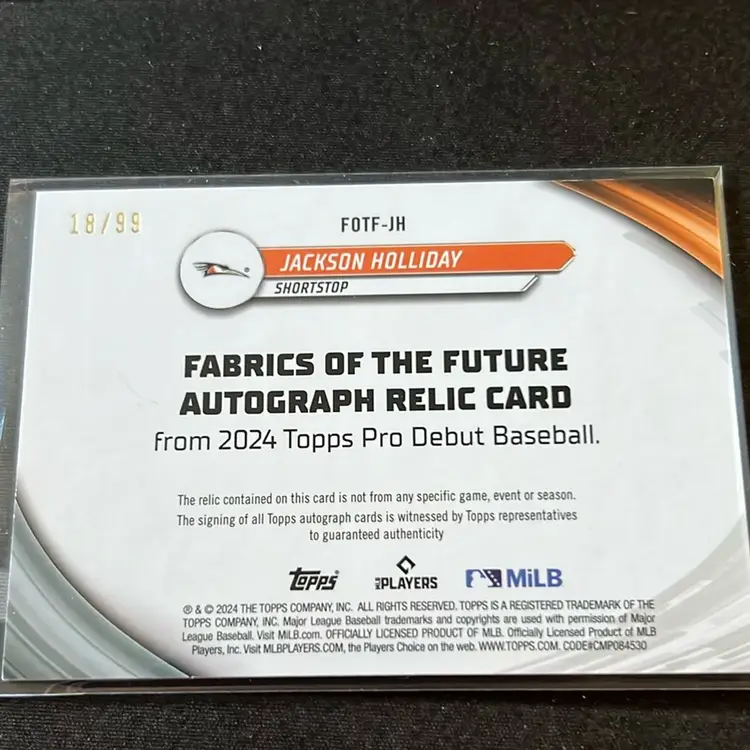 18/99
FOTF-JH
JACKSON HOLLIDAY
SHORTSTOP
FABRICS OF THE FUTURE
AUTOGRAPH RELIC CARD
from 2024 Topps Pro Debut Baseball.
The relic contained on this card is not from any specific game, event or season.
The signing of all Topps autograph cards is witnessed by Topps representatives
to guaranteed authenticity
topps
MLB PLAYERS
MiLB
® & © 2024 THE TOPPS COMPANY, INC. ALL RIGHTS RESERVED. TOPPS IS A REGISTERED TRADEMARK OF THE
TOPPS COMPANY, INC. Major League Baseball trademarks and copyrights are used with permission of Major
League Baseball. Visit MiLB.com. OFFICIALLY LICENSED PRODUCT OF MLB. Officially Licensed Product of MLB
Players, Inc. Visit MLBPLAYERS.COM, the Players Choice on the web. WWW.TOPPS.COM. CODE#CMP084530